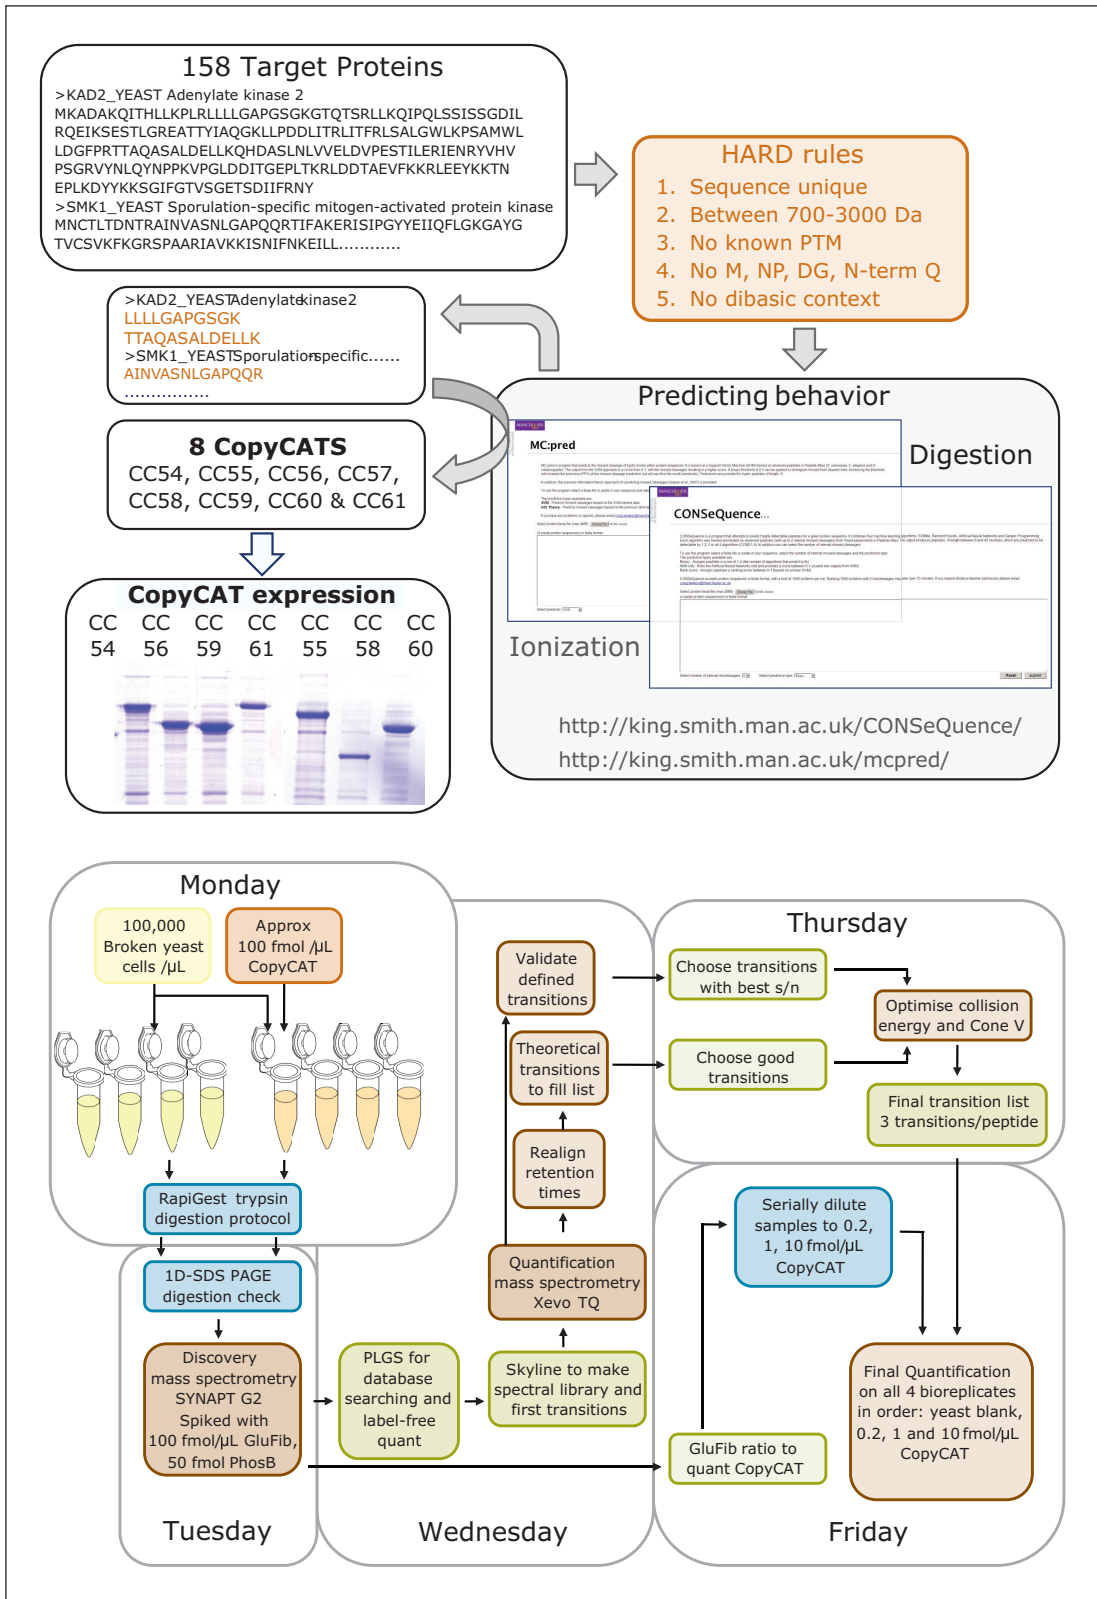 158 Target Proteins
>KAD2_YEAST Adenylate kinase 2
MKADAKQITHLLKPLRLLLLGAPGSGKGTQTSRLLKQIPQLSSISSGDIL
RQEIKSESTLGREATTYIAQGKLLPDDLITRLITFRLSALGWLKPSAMWL
LDGFPRTTAQASALDELLKQHDASLNLVVELDVPESTILERIENRYVHV
PSGRVYNLQYNPPKVPGLDDITGEPLTKRLDDTAEVFKKRLEEYKKTN
EPLKDYYKKSGIFGTVSGETSDIIFRNY
>SMK1_YEAST Sporulation-specific mitogen-activated protein kinase
MNCTLTDNTRAINVASNLGAPQQRTIFAKERISIPGYYEIIQFLGKGAYG
TVCSVKFKGRSPAARIAVKKISNIFNKEILL............
HARD rules
1. Sequence unique
2. Between 700-3000 Da
3. No known PTM
4. No M, NP, DG, N-term Q
5. No dibasic context
>KAD2_YEASTAdenylatekinase2
LLLLGAPGSGK
TTAQASALDELLK
>SMK1_YEASTSporulation-specific......
AINVASNLGAPQQR
................
8 CopyCATS
CC54, CC55, CC56, CC57,
CC58, CC59, CC60 & CC61
CopyCAT expression
CC CC CC CC CC CC CC
54 56 59 61 55 58 60
Predicting behavior
Digestion
MC:pred
CONSeQuence...
Ionization
http://king.smith.man.ac.uk/CONSeQuence/
http://king.smith.man.ac.uk/mcpred/
Monday
100,000
Broken yeast
cells /µL
Approx
100 fmol /µL
CopyCAT
RapiGest trypsin
digestion protocol
1D-SDS PAGE
digestion check
Discovery
mass spectrometry
SYNAPT G2
Spiked with
100 fmol/µL GluFib,
50 fmol PhosB
Tuesday
PLGS for
database
searching and
label-free
quant
Skyline to make
spectral library and
first transitions
Quantification
mass spectrometry
Xevo TQ
Realign
retention
times
Theoretical
transitions
to fill list
Validate
defined
transitions
Wednesday
Thursday
Choose transitions
with best s/n
Choose good
transitions
Optimise collision
energy and Cone V
Final transition list
3 transitions/peptide
Serially dilute
samples to 0.2,
1, 10 fmol/µL
CopyCAT
GluFib ratio to
quant CopyCAT
Final Quantification
on all 4 bioreplicates
in order: yeast blank,
0.2, 1 and 10 fmol/µL
CopyCAT
Friday